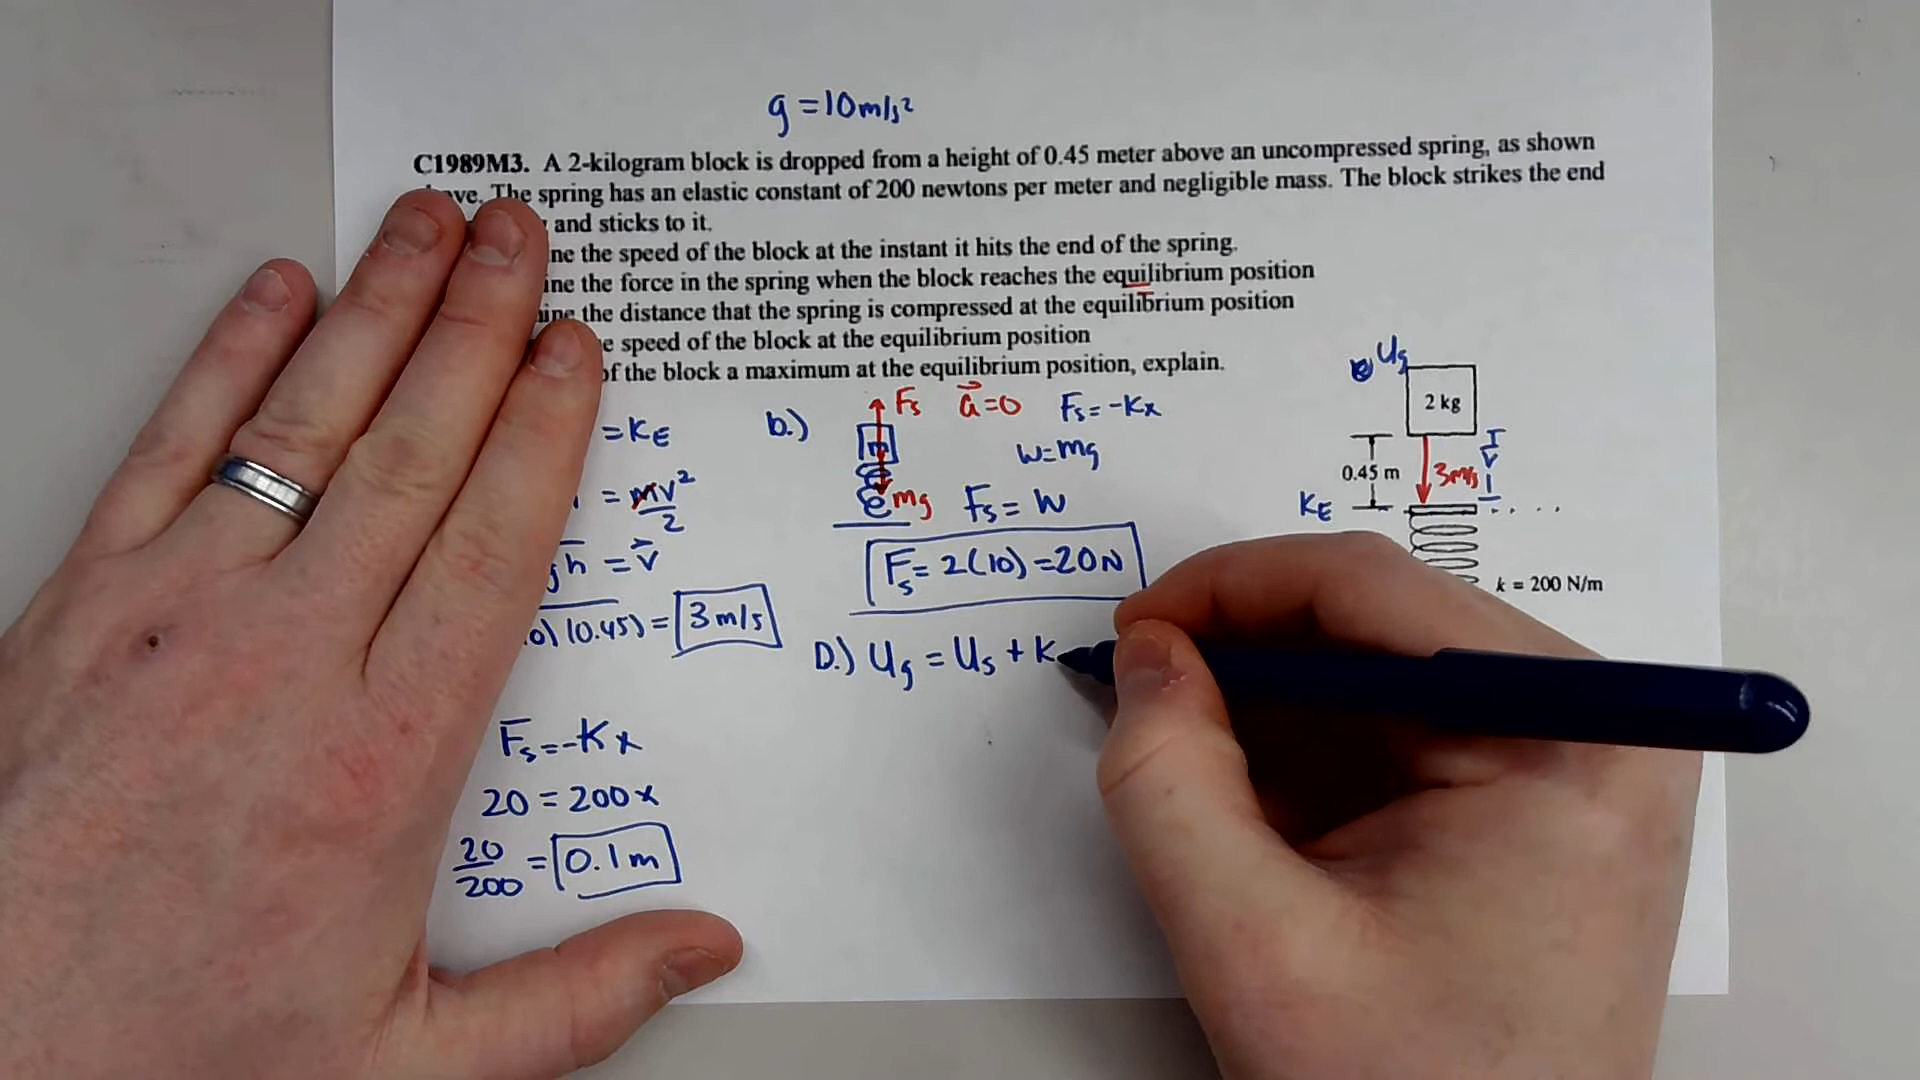 g = 10 m/s²
C1989M3. A 2-kilogram block is dropped from a height of 0.45 meter above an uncompressed spring, as shown
The spring has an elastic constant of 200 newtons per meter and negligible mass. The block strikes the end
and sticks to it.
the speed of the block at the instant it hits the end of the spring.
the force in the spring when the block reaches the equilibrium position
the distance that the spring is compressed at the equilibrium position
speed of the block at the equilibrium position
of the block a maximum at the equilibrium position, explain.
= KE
= mv²/2
h = v
(0.45) = 3 m/s
b.)
Fs
a = 0
Fs = -Kx
m
w = mg
mg
Fs = W
Fs = 2(10) = 20N
D.) Ug = Us + K
Fs = -Kx
20 = 200x
20/200 = 0.1m
Ug
2 kg
0.45 m
3m/s
KE
k = 200 N/m